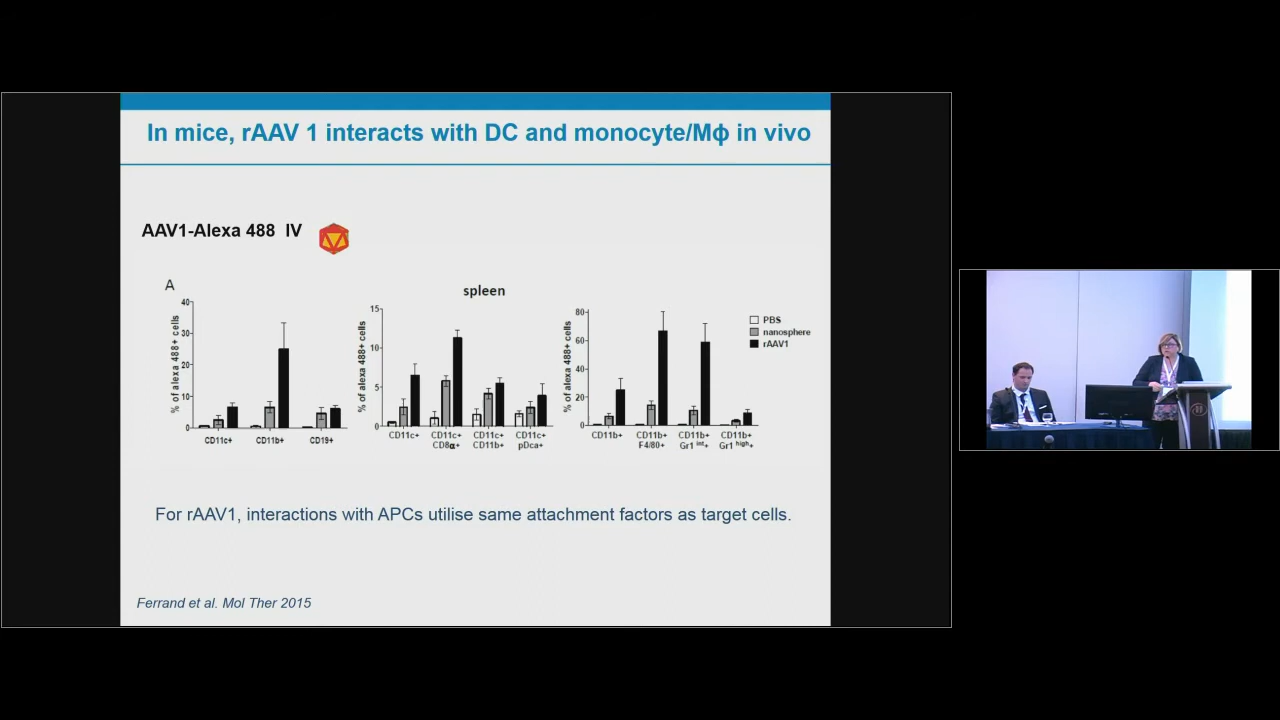 In mice, rAAV 1 interacts with DC and monocyte/Mφ in vivo
AAV1-Alexa 488 IV
A
spleen
% of alexa 488+ cells
40
30
20
10
0
CD11c+
CD11b+
CD19+
% of alexa 488+ cells
15
10
5
0
CD11c+
CD11c+
CD8α+
CD11c+
CD11b+
CD11c+
pDca+
% of alexa 488+ cells
80
60
40
20
0
CD11b+
CD11b+
F4/80+
CD11b+
Gr1 int+
CD11b+
Gr1 high+
PBS
nanosphere
rAAV1
For rAAV1, interactions with APCs utilise same attachment factors as target cells.
Ferrand et al. Mol Ther 2015